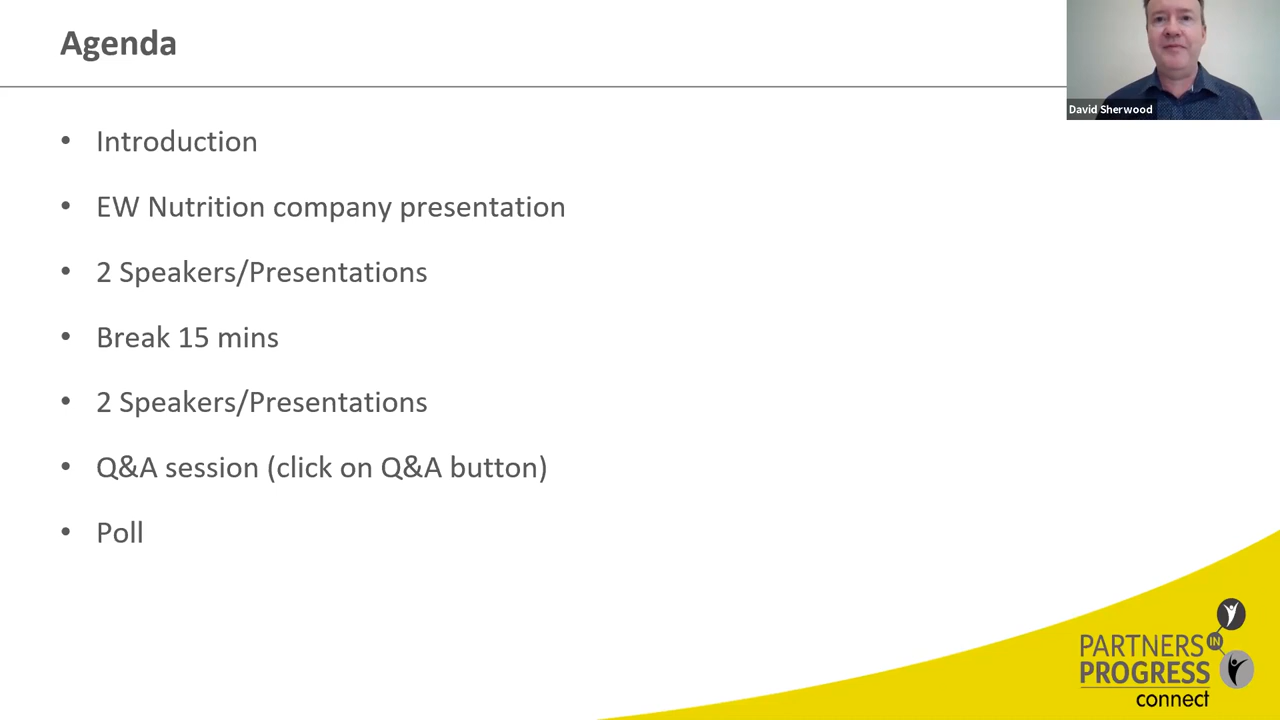 Agenda
David Sherwood
• Introduction
• EW Nutrition company presentation
• 2 Speakers/Presentations
• Break 15 mins
• 2 Speakers/Presentations
• Q&A session (click on Q&A button)
• Poll
PARTNERS IN
PROGRESS
connect